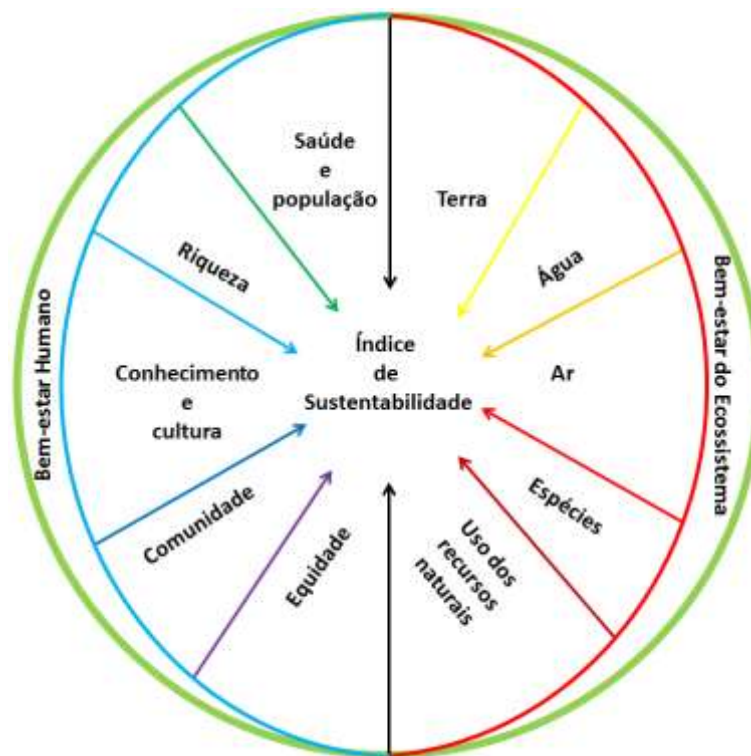 Saúde
e
população
Terra
Riqueza
Água
Bem-estar Humano
Conhecimento
e
cultura
Índice
de
Sustentabilidade
Ar
Bem-estar do Ecossistema
Comunidade
Equidade
Uso dos
recursos
naturais
Espécies